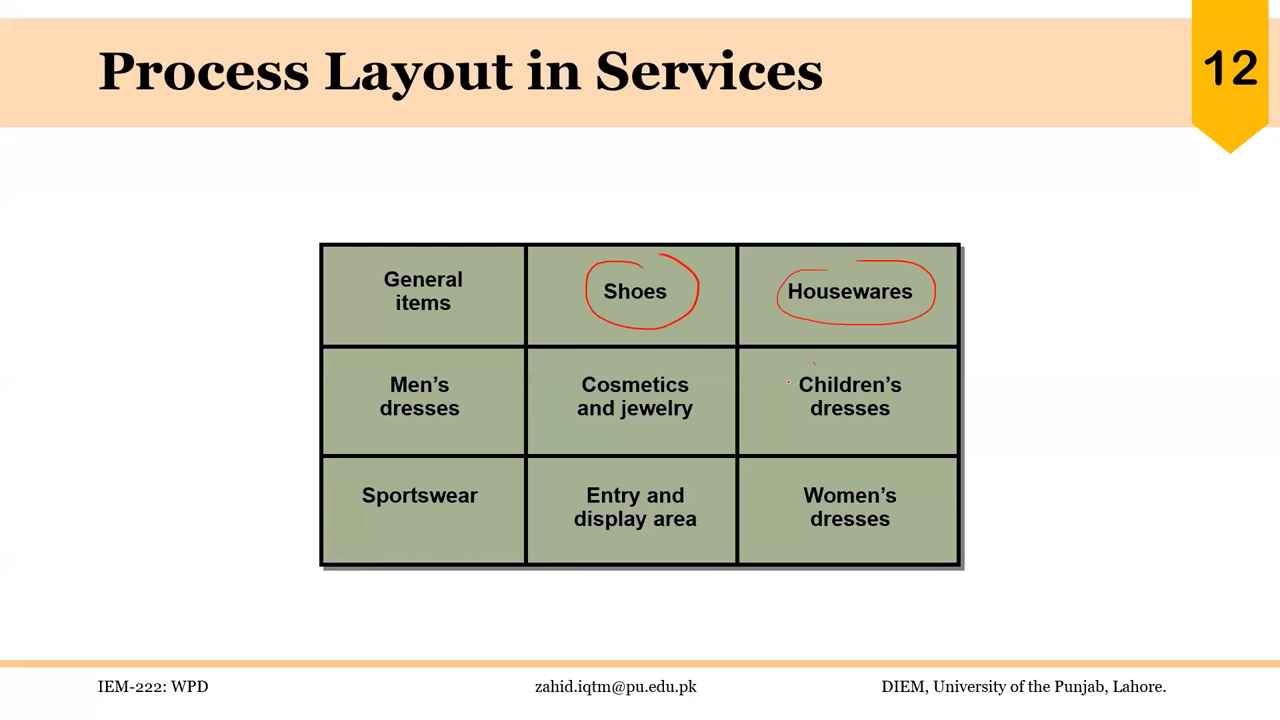 Process Layout in Services
12
General
items
Shoes
Housewares
Men's
dresses
Cosmetics
and jewelry
Children's
dresses
Sportswear
Entry and
display area
Women's
dresses
IEM-222: WPD
zahid.iqtm@pu.edu.pk
DIEM, University of the Punjab, Lahore.